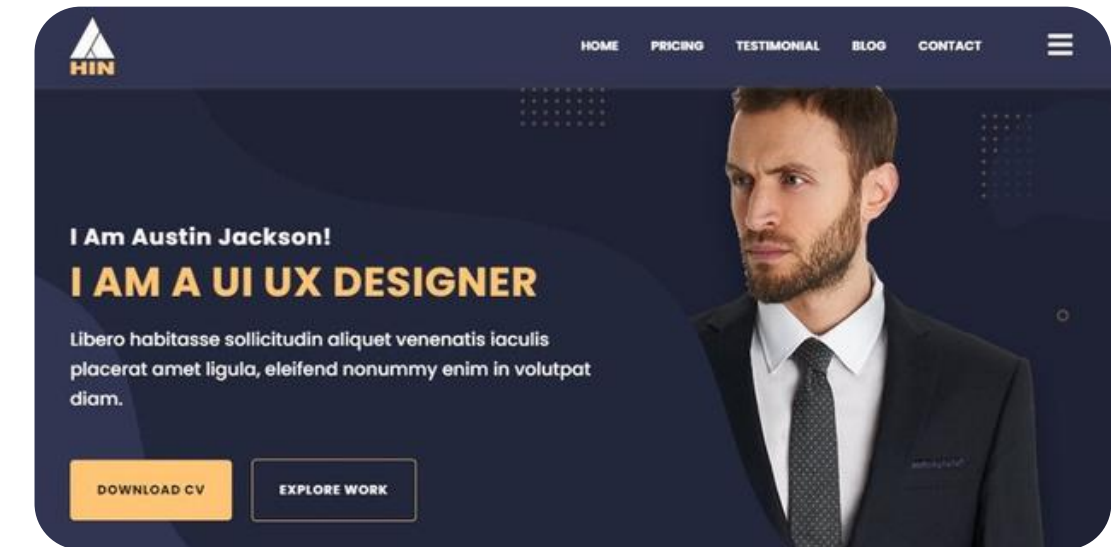 HIN
HOME PRICING TESTIMONIAL BLOG CONTACT
I Am Austin Jackson!
I AM A UI UX DESIGNER
Libero habitasse sollicitudin aliquet venenatis iaculis
placerat amet ligula, eleifend nonummy enim in volutpat
diam.
DOWNLOAD CV EXPLORE WORK